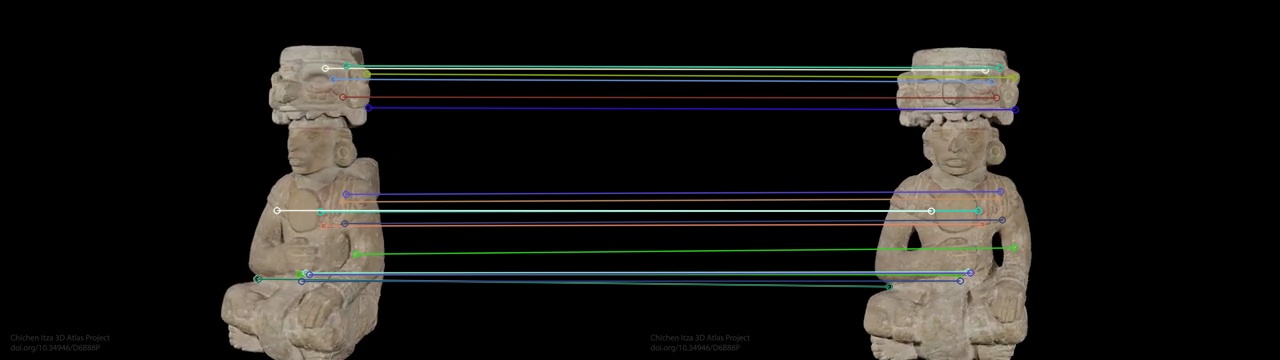 Chichen Itza 3D Atlas Project
doi.org/10.34946/D6B88P
Chichen Itza 3D Atlas Project
doi.org/10.34946/D6B88P